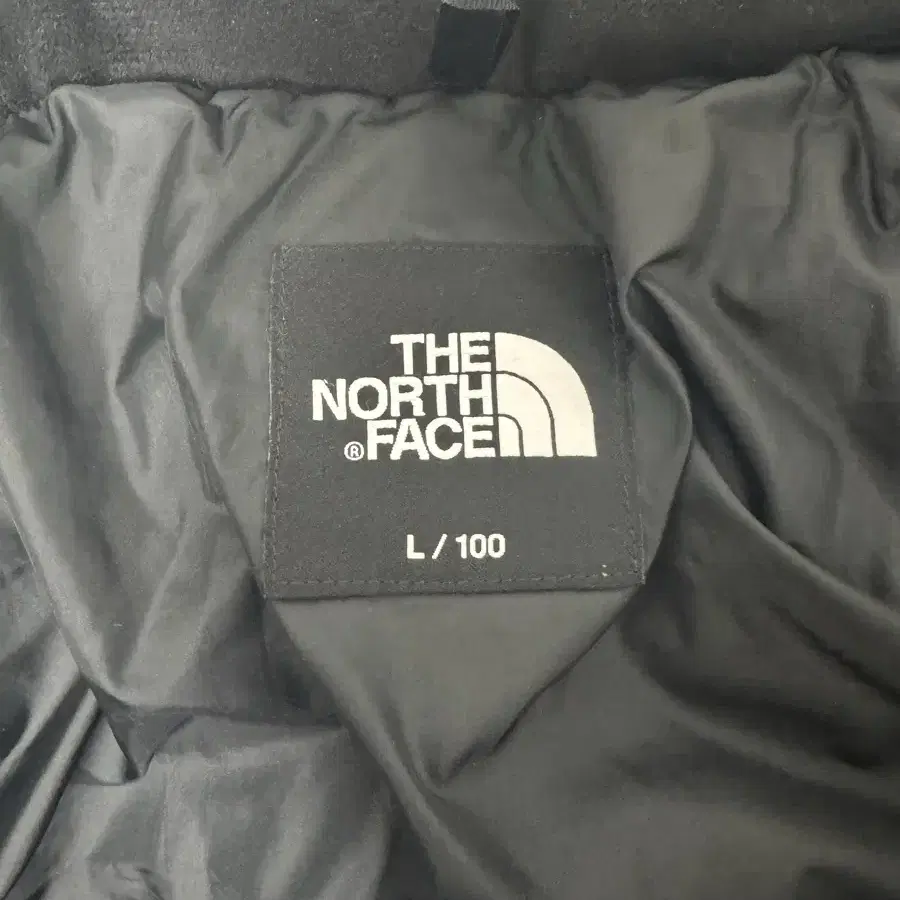 THE
NORTH
® FACE
L / 100